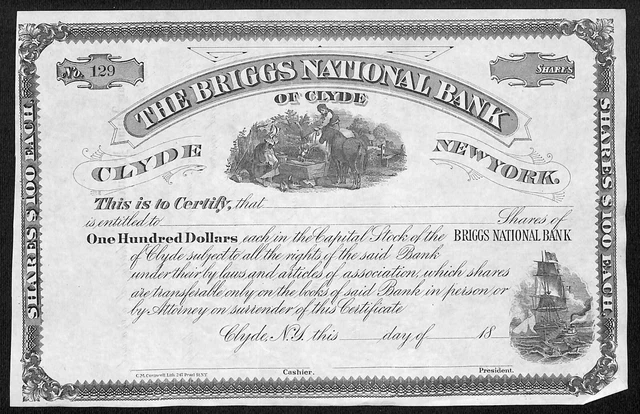 No. 129
SHARES
THE BRIGGS NATIONAL BANK
OF CLYDE
CLYDE
NEW YORK.
SHARES $100 EACH.
SHARES $100 EACH.
This is to Certify, that
is entitled to Shares of
One Hundred Dollars each in the Capital Stock of the BRIGGS NATIONAL BANK
of Clyde subject to all the rights of the said Bank
under their by laws and articles of association, which shares
are transferable only on the books of said Bank in person or
by Attorney on surrender of this Certificate
Clyde, N.Y. this day of 18
Cashier.
President.